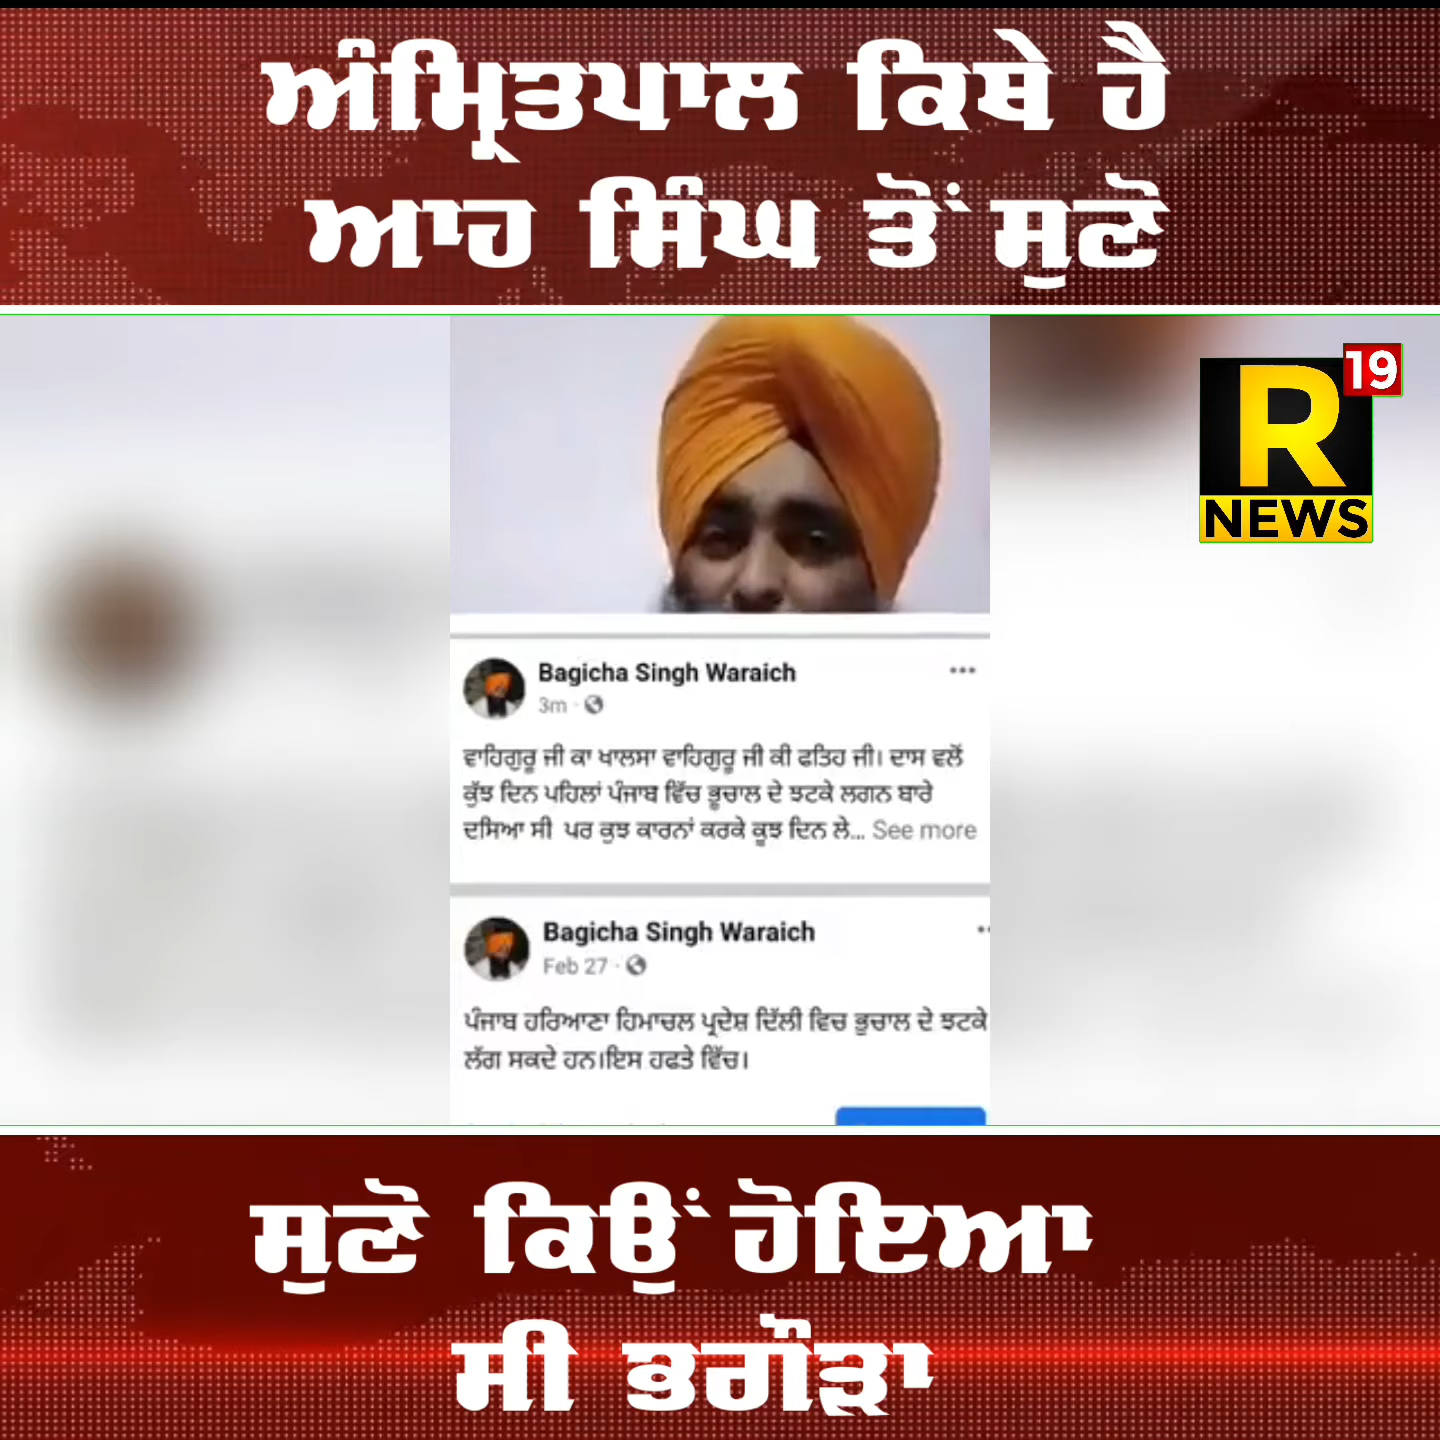 ਅੰਮ੍ਰਿਤਪਾਲ ਕਿਥੇ ਹੈ
ਆਹ ਸਿੰਘ ਤੋਂ ਸੁਣੋ
19
R
NEWS
Bagicha Singh Waraich
3m
ਵਾਹਿਗੁਰੂ ਜੀ ਕਾ ਖਾਲਸਾ ਵਾਹਿਗੁਰੂ ਜੀ ਕੀ ਫਤਿਹ ਜੀ। ਦਾਸ ਵਲੋਂ
ਕੁੱਝ ਦਿਨ ਪਹਿਲਾਂ ਪੰਜਾਬ ਵਿੱਚ ਭੂਚਾਲ ਦੇ ਝਟਕੇ ਲਗਨ ਬਾਰੇ
ਦਸਿਆ ਸੀ ਪਰ ਕੁਝ ਕਾਰਨਾਂ ਕਰਕੇ ਕੂਝ ਦਿਨ ਲੇ... See more
Bagicha Singh Waraich
Feb 27
ਪੰਜਾਬ ਹਰਿਆਣਾ ਹਿਮਾਚਲ ਪ੍ਰਦੇਸ਼ ਦਿੱਲੀ ਵਿਚ ਭੂਚਾਲ ਦੇ ਝਟਕੇ
ਲੱਗ ਸਕਦੇ ਹਨ।ਇਸ ਹਫਤੇ ਵਿੱਚ।
ਸੁਣੋ ਕਿਉਂ ਹੋਇਆ
ਸੀ ਭਗੌੜਾ